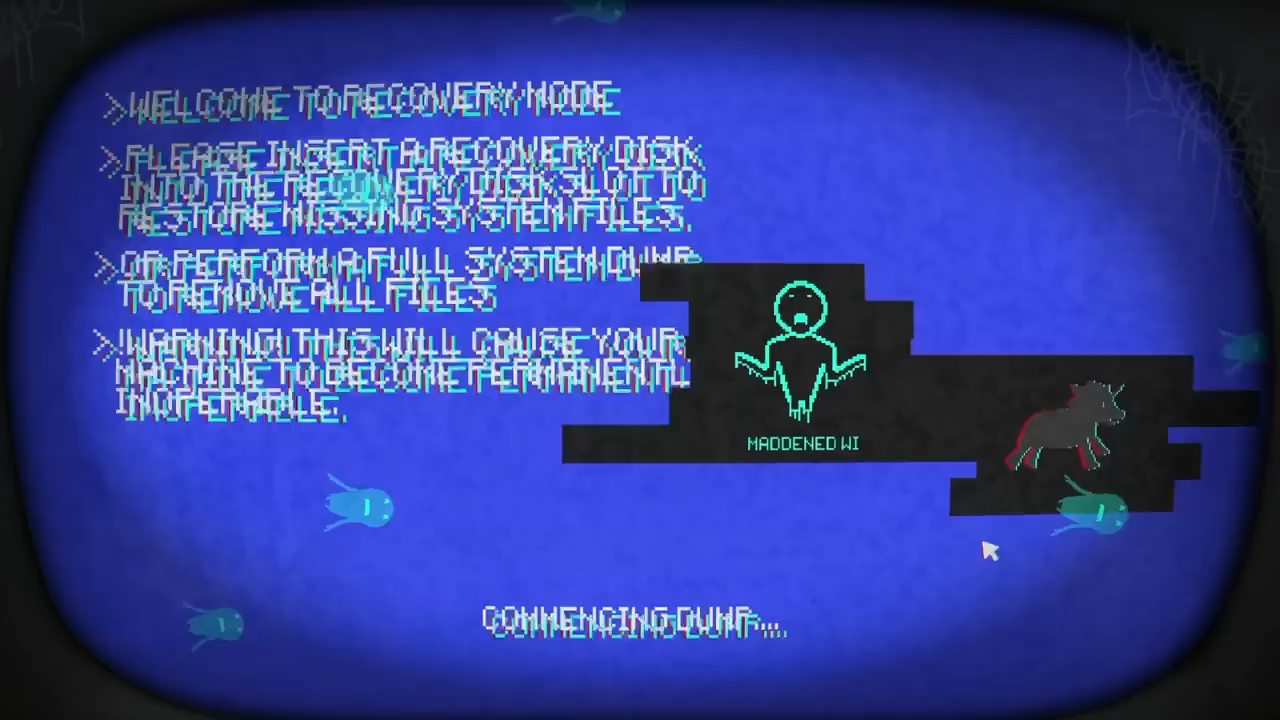 >WELCOME TO RECOVERY MODE
>PLEASE INSERT A RECOVERY DISK
INTO THE RECOVERY DISK SLOT TO
RESTORE MISSING SYSTEM FILES.
>OR PERFORM A FULL SYSTEM DUMP
TO REMOVE ALL FILES
>!WARNING! THIS WILL CAUSE YOUR
MACHINE TO BECOME PERMANENTL
INOPERABLE.
MADDENED WI
COMMENCING DUMP...